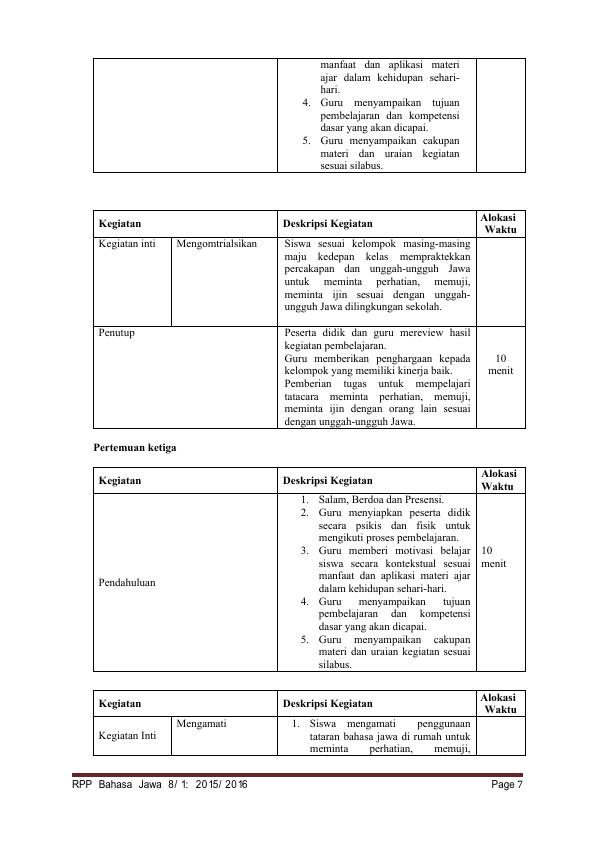 manfaat dan aplikasi materi
ajar dalam kehidupan sehari-
hari.
4. Guru menyampaikan tujuan
pembelajaran dan kompetensi
dasar yang akan dicapai.
5. Guru menyampaikan cakupan
materi dan uraian kegiatan
sesuai silabus.
Kegiatan Deskripsi Kegiatan Alokasi
Waktu
Kegiatan inti Mengomtrialsikan Siswa sesuai kelompok masing-masing
maju kedepan kelas mempraktekkan
percakapan dan unggah-ungguh Jawa
untuk meminta perhatian, memuji,
meminta ijin sesuai dengan unggah-
ungguh Jawa dilingkungan sekolah.
Penutup Peserta didik dan guru mereview hasil
kegiatan pembelajaran.
Guru memberikan penghargaan kepada 10
kelompok yang memiliki kinerja baik. menit
Pemberian tugas untuk mempelajari
tatacara meminta perhatian, memuji,
meminta ijin dengan orang lain sesuai
dengan unggah-ungguh Jawa.
Pertemuan ketiga
Kegiatan Deskripsi Kegiatan Alokasi
Waktu
1. Salam, Berdoa dan Presensi.
2. Guru menyiapkan peserta didik
secara psikis dan fisik untuk
mengikuti proses pembelajaran.
3. Guru memberi motivasi belajar 10
siswa secara kontekstual sesuai menit
manfaat dan aplikasi materi ajar
Pendahuluan dalam kehidupan sehari-hari.
4. Guru menyampaikan tujuan
pembelajaran dan kompetensi
dasar yang akan dicapai.
5. Guru menyampaikan cakupan
materi dan uraian kegiatan sesuai
silabus.
Kegiatan Deskripsi Kegiatan Alokasi
Waktu
Kegiatan Inti Mengamati 1. Siswa mengamati penggunaan
tataran bahasa jawa di rumah untuk
meminta perhatian, memuji,
RPP Bahasa Jawa 8/ 1: 2015/ 2016 Page 7